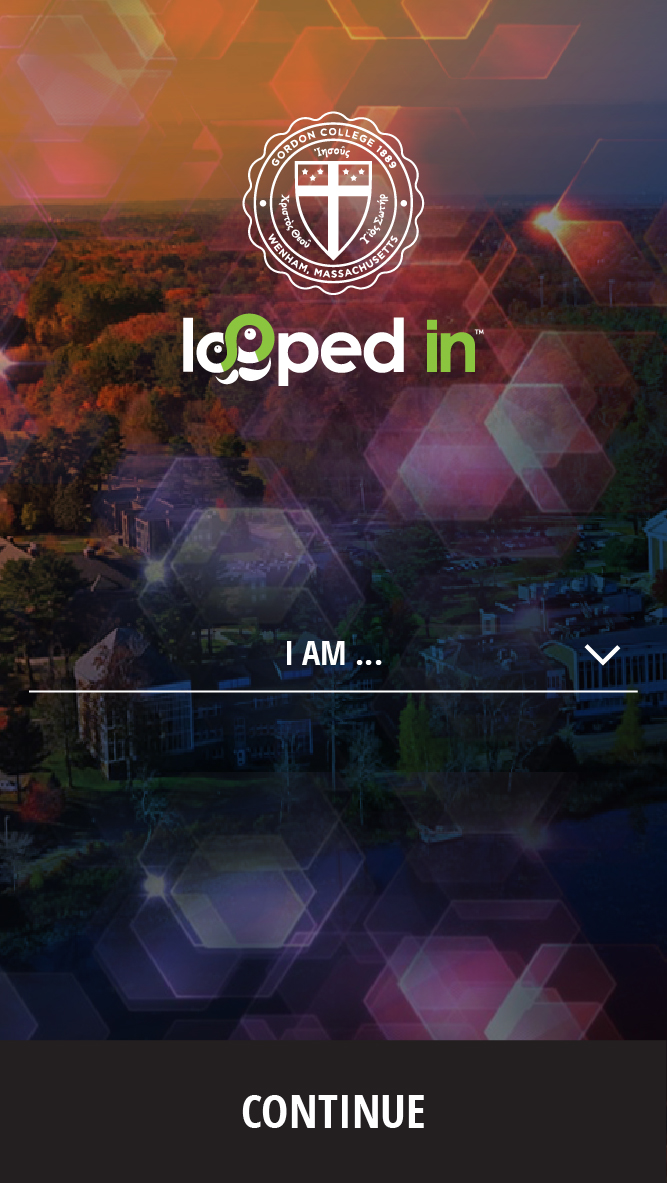 GORDON COLLEGE 1889
Ἰησοῦς
Χριστὸς Θεοῦ
Υἱὸς Σωτήρ
WENHAM, MASSACHUSETTS
looped in™
I AM ...
CONTINUE